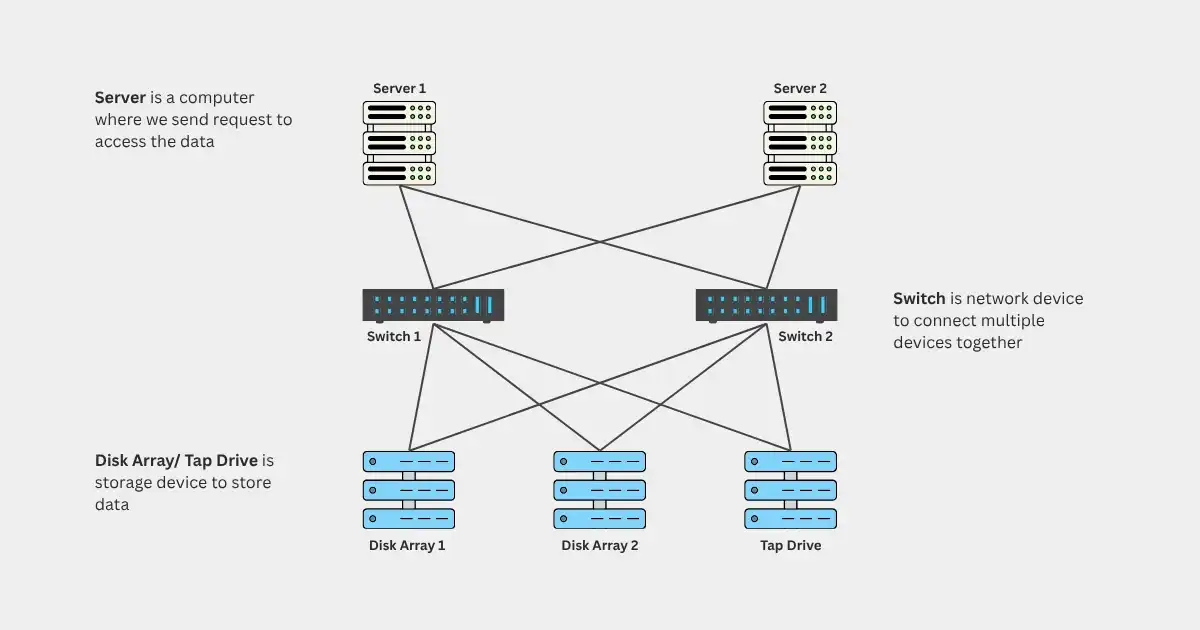 Server 1
Server 2
Server is a computer
where we send request to
access the data
Switch 1
Switch 2
Switch is network device
to connect multiple
devices together
Disk Array/ Tap Drive is
storage device to store
data
Disk Array 1
Disk Array 2
Tap Drive